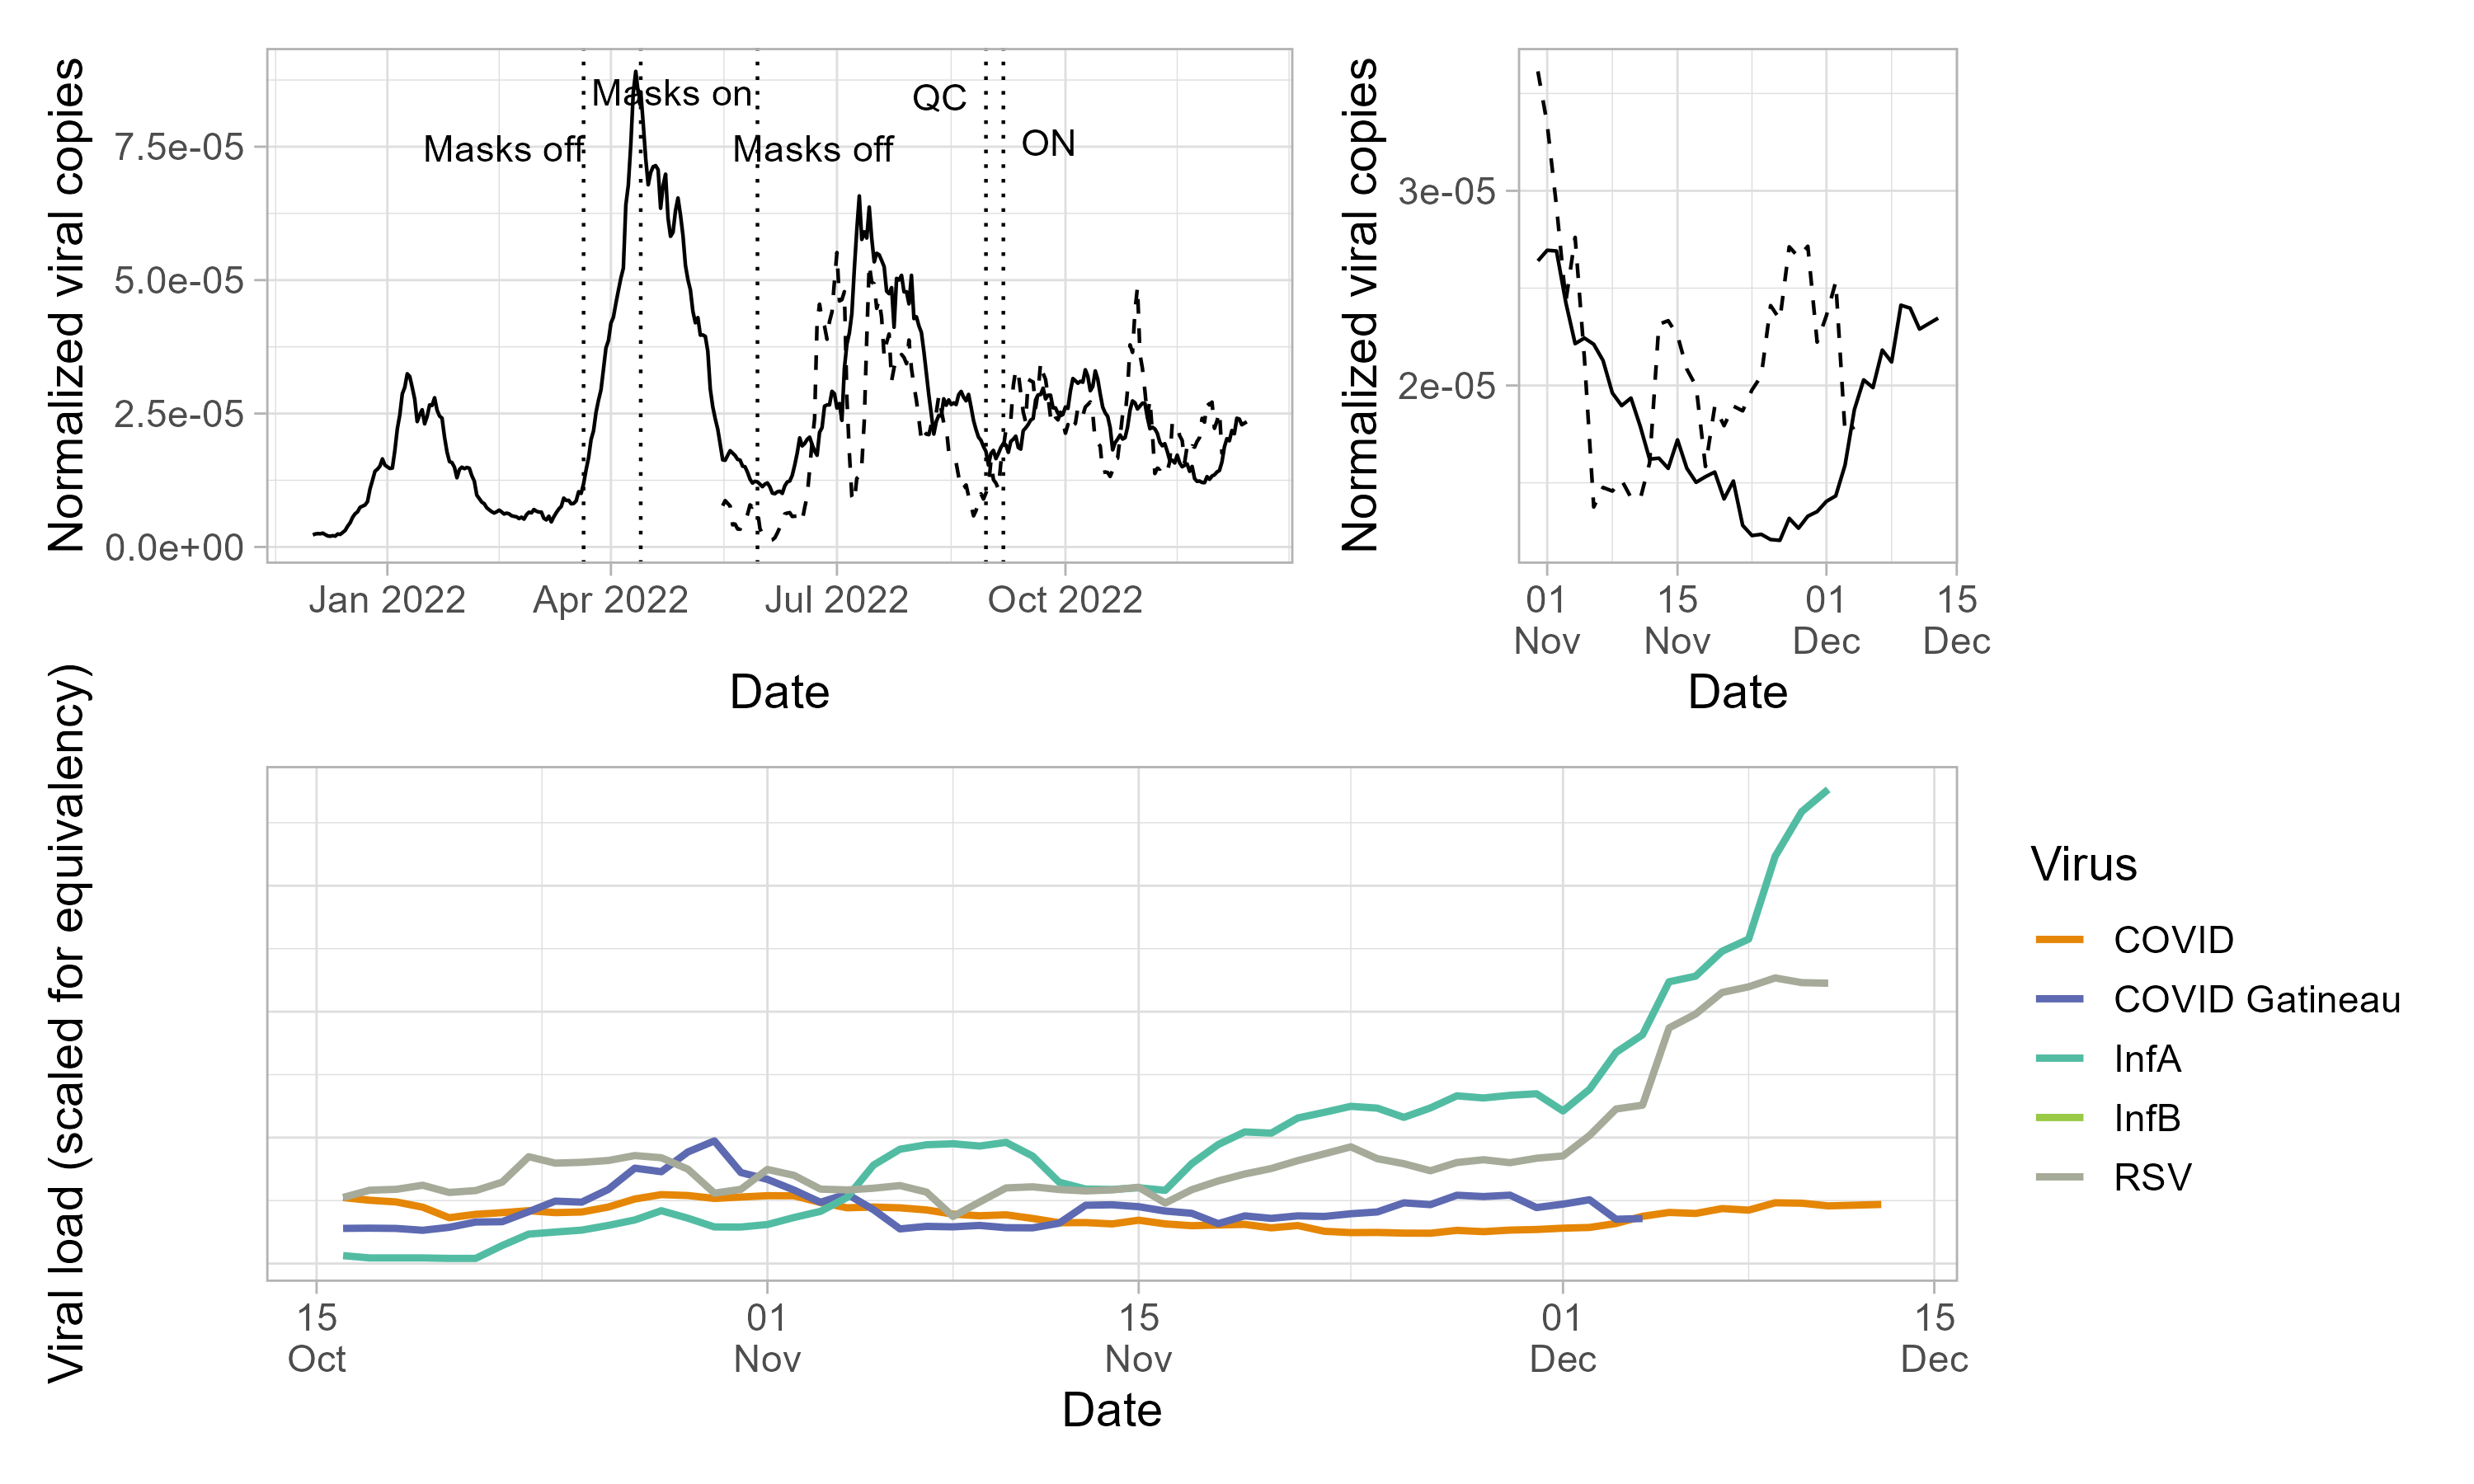 Normalized viral copies
7.5e-05
5.0e-05
2.5e-05
0.0e+00
Masks off
Masks on
Masks off
QC
ON
Jan 2022
Apr 2022
Jul 2022
Oct 2022
Date
Normalized viral copies
3e-05
2e-05
01
Nov
15
Nov
01
Dec
15
Dec
Date
Viral load (scaled for equivalency)
15
Oct
01
Nov
15
Nov
01
Dec
15
Dec
Date
Virus
COVID
COVID Gatineau
InfA
InfB
RSV